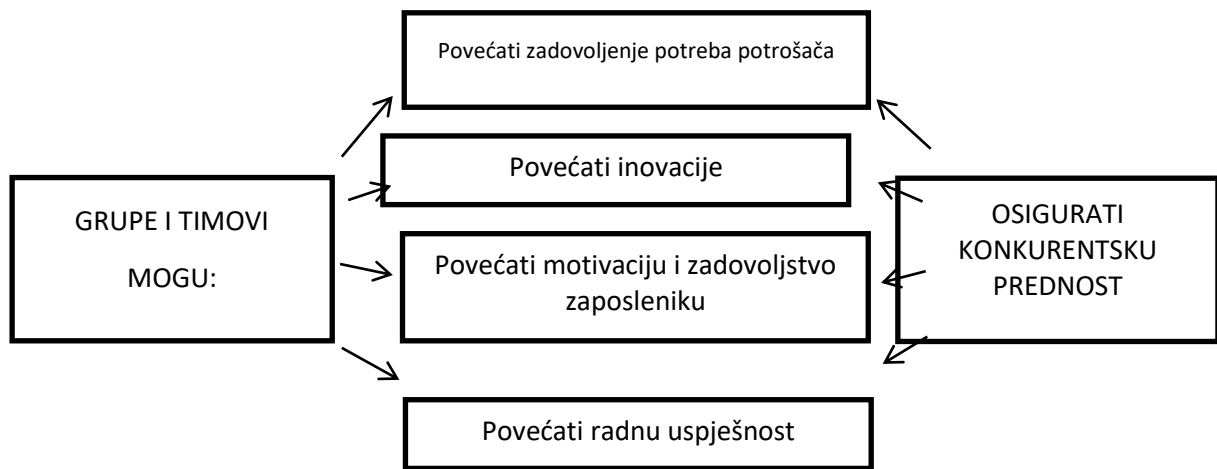 Povećati zadovoljenje potreba potrošača
Povećati inovacije
GRUPE I TIMOVI
MOGU:
Povećati motivaciju i zadovoljstvo
zaposleniku
OSIGURATI
KONKURENTSKU
PREDNOST
Povećati radnu uspješnost